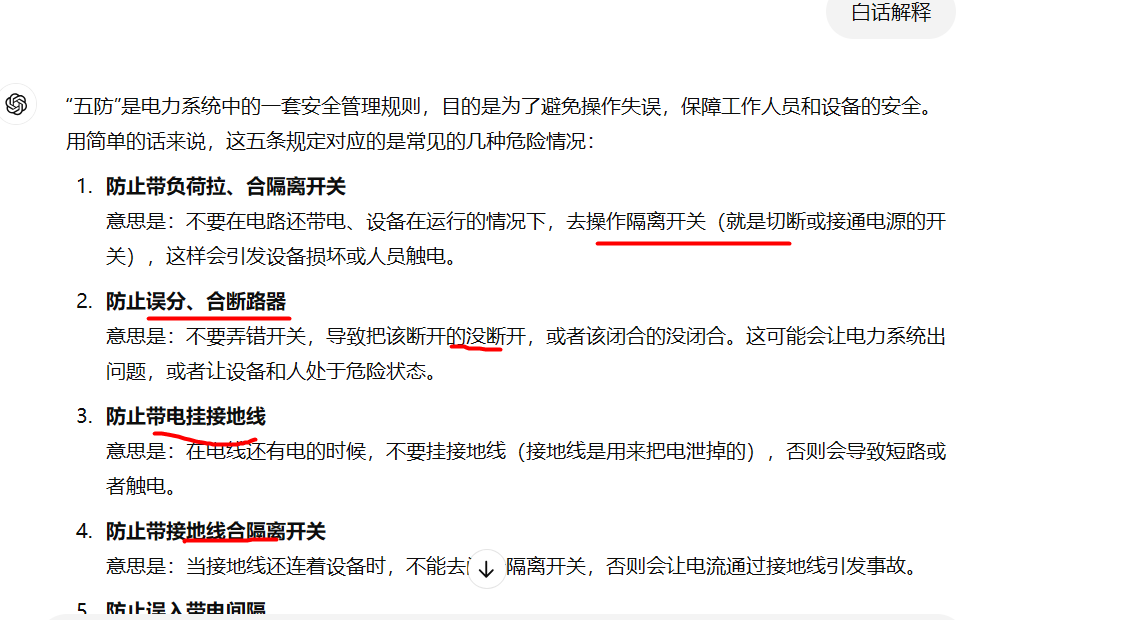 白话解释
“五防”是电力系统中的一套安全管理规则，目的是为了避免操作失误，保障工作人员和设备的安全。
用简单的话来说，这五条规定对应的是常见的几种危险情况：
1. 防止带负荷拉、合隔离开关
意思是：不要在电路还带电、设备在运行的情况下，去操作隔离开关（就是切断或接通电源的开
关），这样会引发设备损坏或人员触电。
2. 防止误分、合断路器
意思是：不要弄错开关，导致把该断开的没断开，或者该闭合的没闭合。这可能会让电力系统出
问题，或者让设备和人处于危险状态。
3. 防止带电挂接地线
意思是：在电线还有电的时候，不要挂接地线（接地线是用来把电泄掉的），否则会导致短路或
者触电。
4. 防止带接地线合隔离开关
意思是：当接地线还连着设备时，不能去 隔离开关，否则会让电流通过接地线引发事故。
5. 防止误入带电间隔